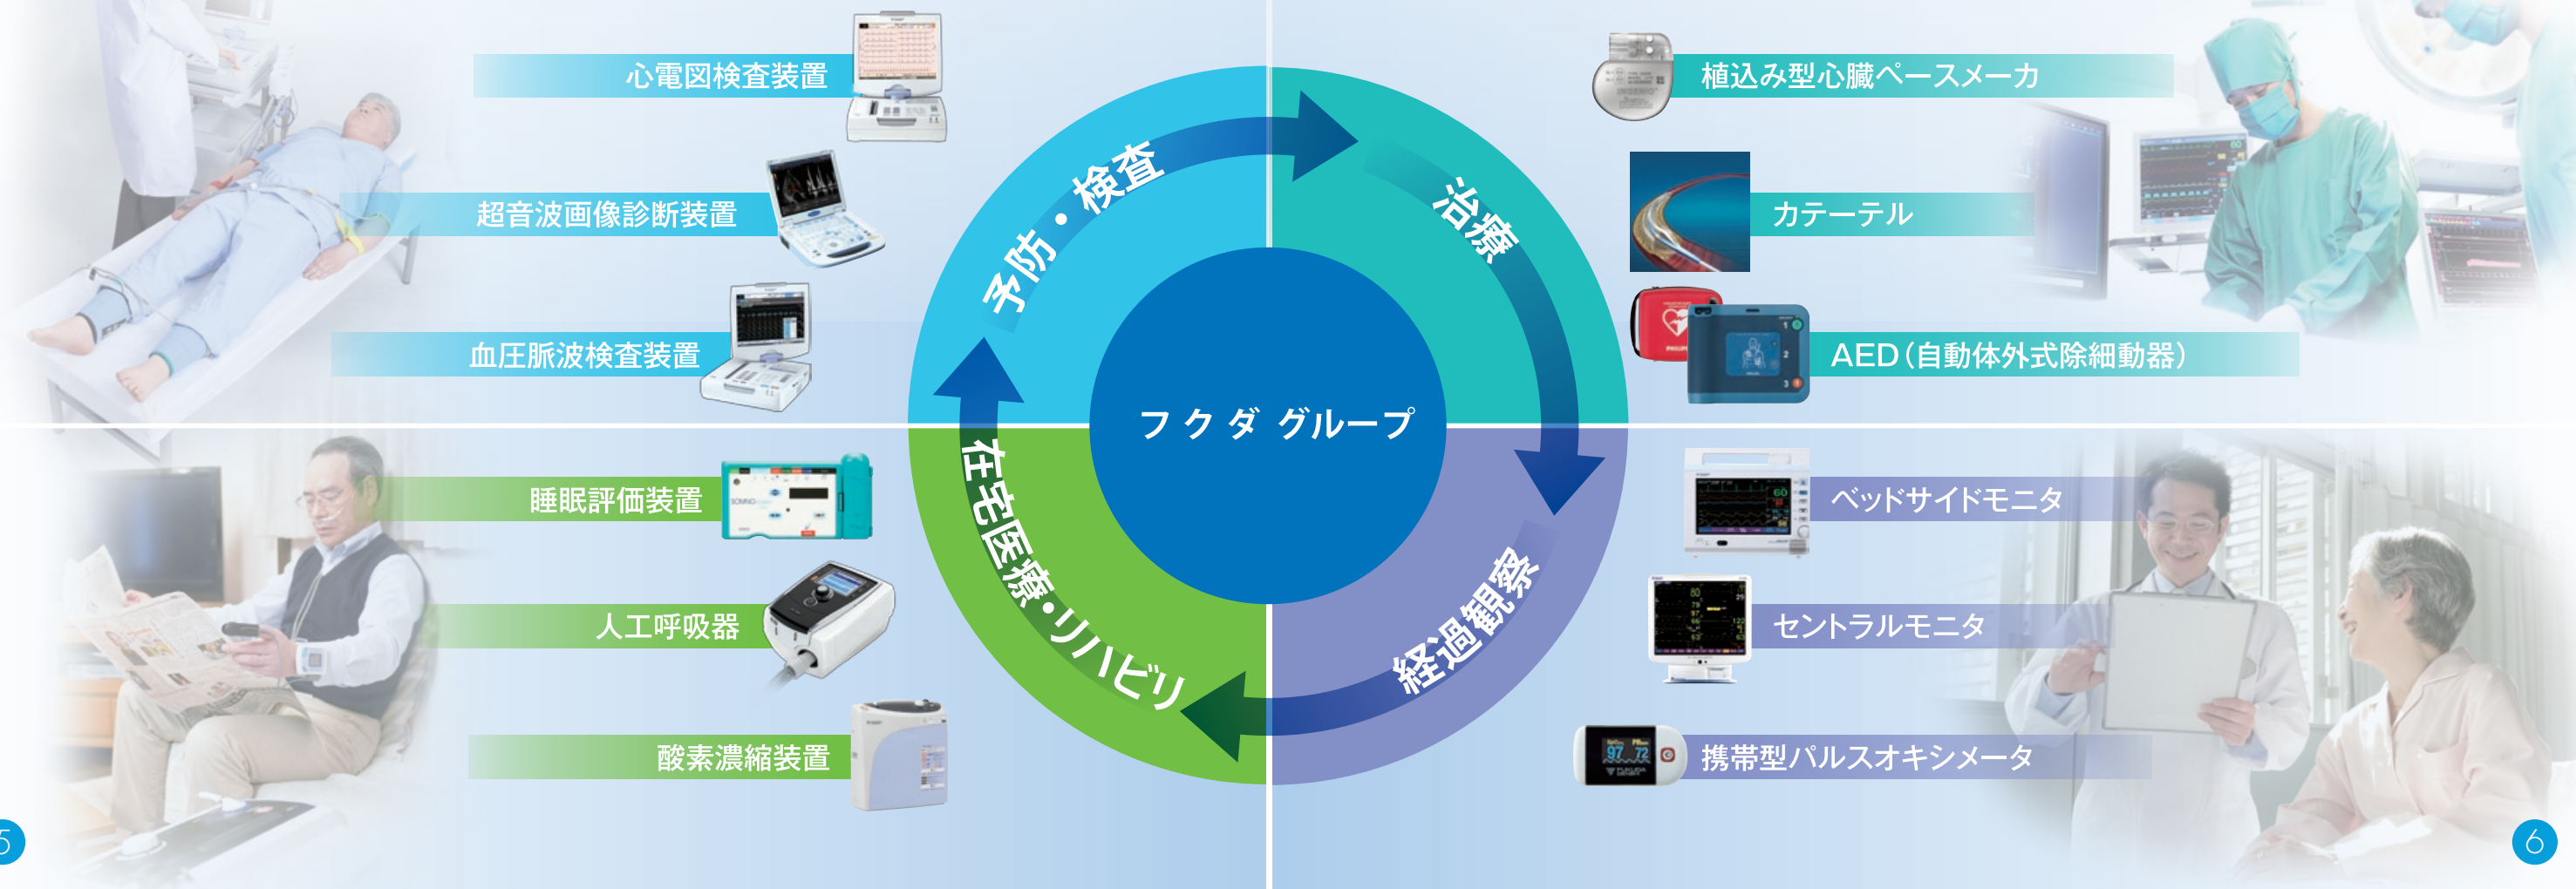 心電図検査装置
超音波画像診断装置
血圧脈波検査装置
植込み型心臓ペースメーカ
カテーテル
AED（自動体外式除細動器）
予防・検査
治療
フクダ グループ
在宅医療・リハビリ
経過観察
睡眠評価装置
人工呼吸器
酸素濃縮装置
ベッドサイドモニタ
セントラルモニタ
携帯型パルスオキシメータ
97 72
5
6